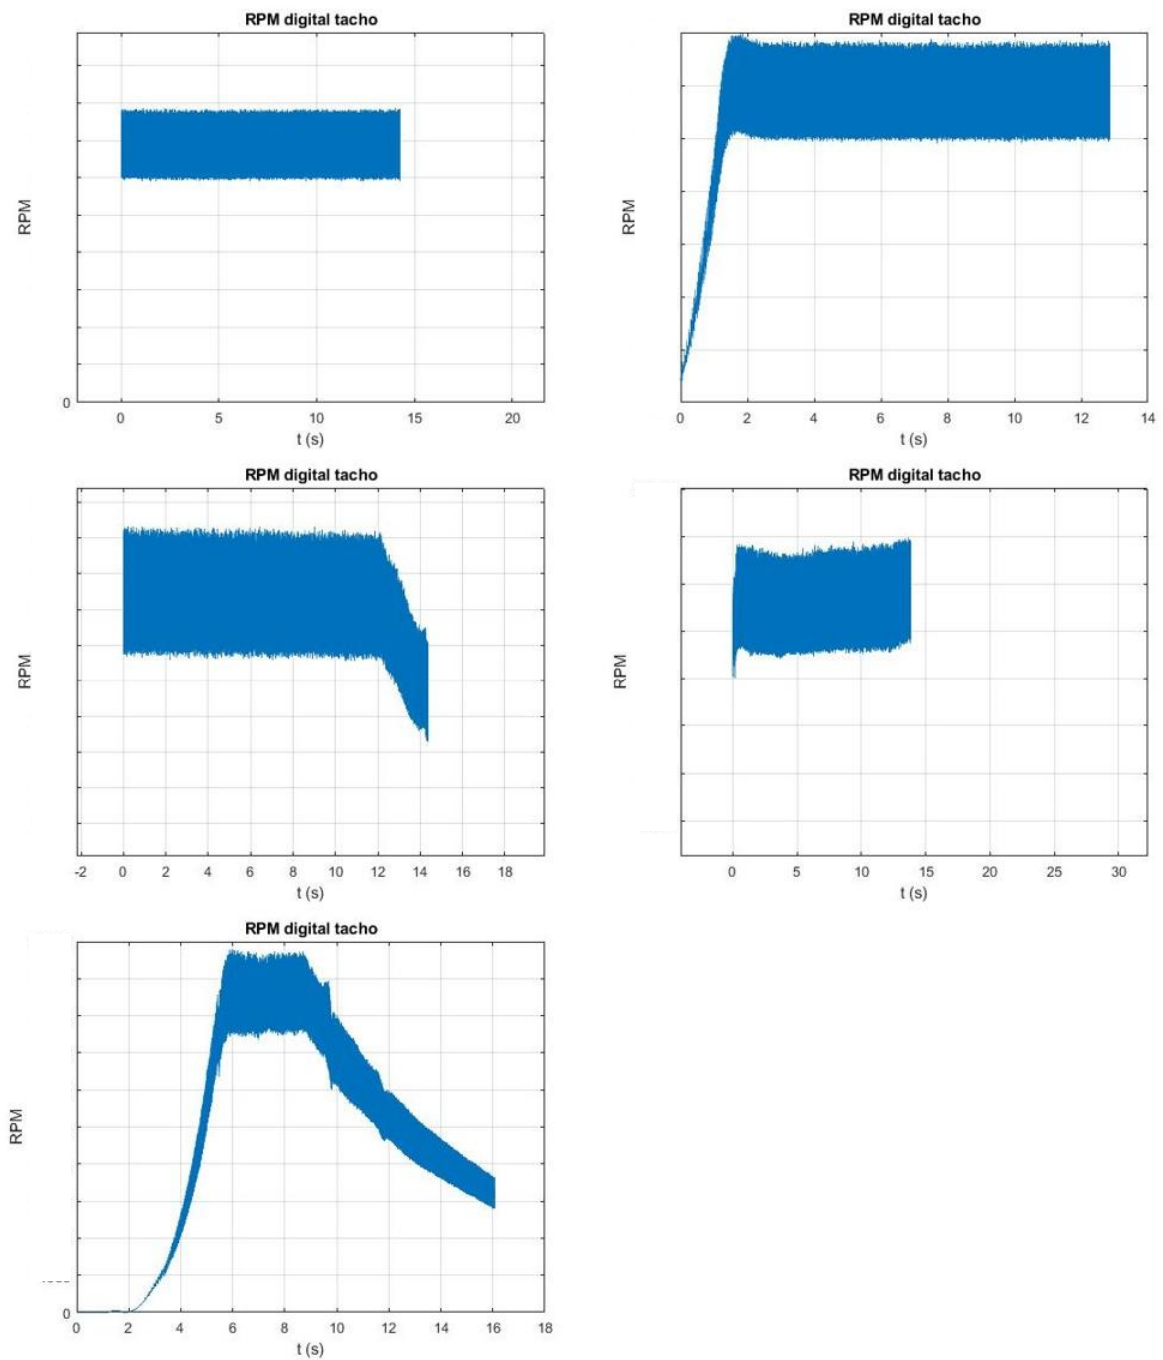 RPM digital tacho
RPM
0
0 5 10 15 20
t (s)
RPM digital tacho
RPM
0 2 4 6 8 10 12 14
t (s)
RPM digital tacho
RPM
-2 0 2 4 6 8 10 12 14 16 18
t (s)
RPM digital tacho
RPM
0 5 10 15 20 25 30
t (s)
RPM digital tacho
RPM
0
0 2 4 6 8 10 12 14 16 18
t (s)